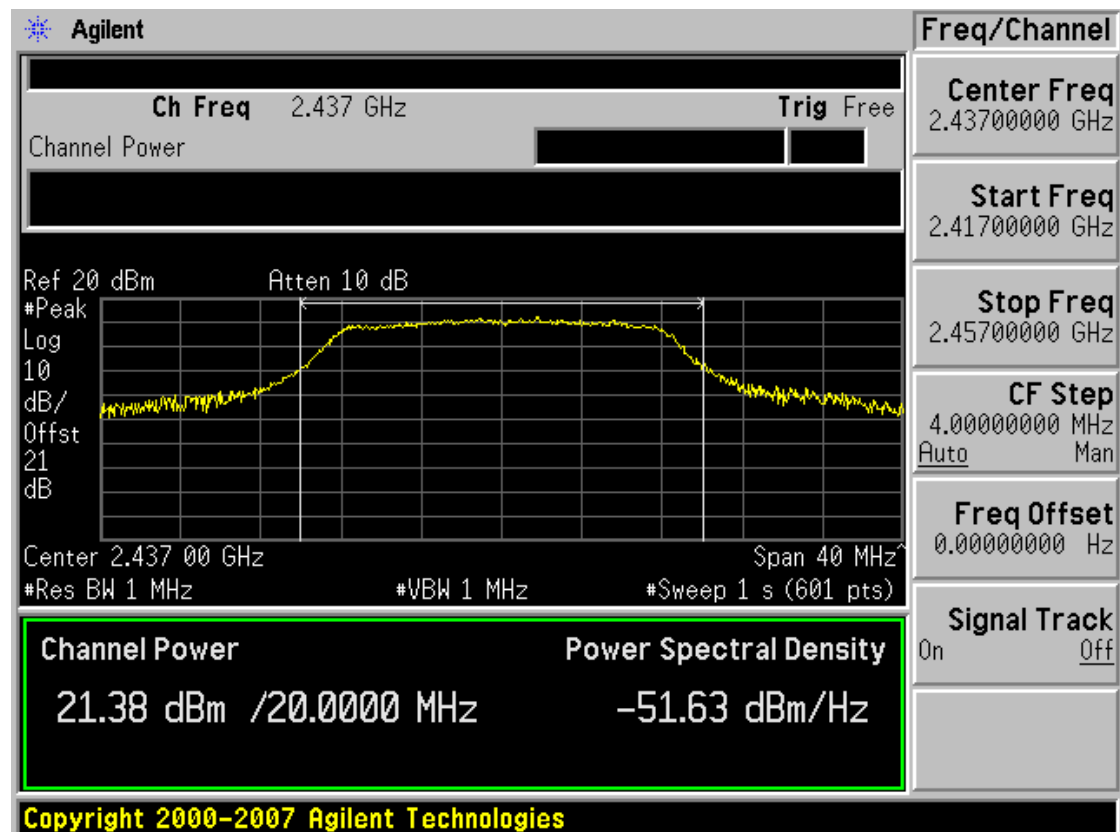 Agilent
Ch Freq 2.437 GHz Trig Free
Channel Power
Ref 20 dBm Atten 10 dB
#Peak
Log
10
dB/
Offst
21
dB
Center 2.437 00 GHz Span 40 MHz^
#Res BW 1 MHz #VBW 1 MHz #Sweep 1 s (601 pts)
Channel Power Power Spectral Density
21.38 dBm /20.0000 MHz -51.63 dBm/Hz
Copyright 2000-2007 Agilent Technologies
Freq/Channel
Center Freq
2.43700000 GHz
Start Freq
2.41700000 GHz
Stop Freq
2.45700000 GHz
CF Step
4.00000000 MHz
Auto Man
Freq Offset
0.00000000 Hz
Signal Track
On Off